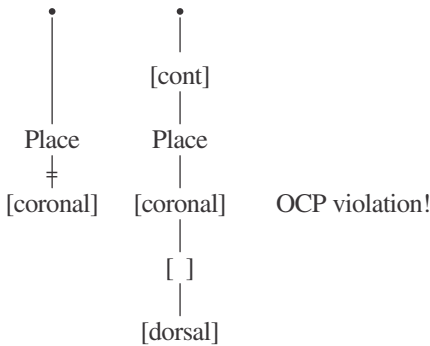 [cont]
Place Place
[coronal] [coronal] OCP violation!
[ ]
[dorsal]